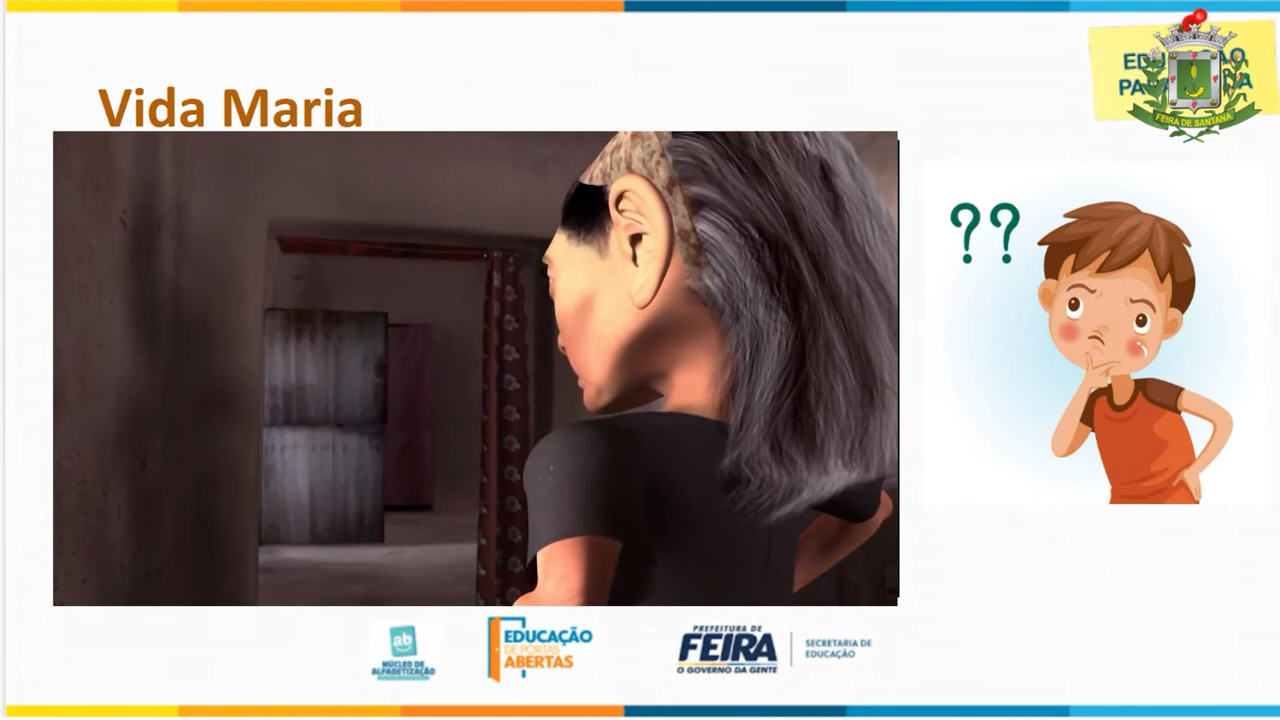 Vida Maria
FEIRA DE SANTANA
??
ab
NÚCLEO DE
ALFABETIZAÇÃO
EDUCAÇÃO
DE PORTAS
ABERTAS
PREFEITURA DE
FEIRA
O GOVERNO DA GENTE
SECRETARIA DE
EDUCAÇÃO